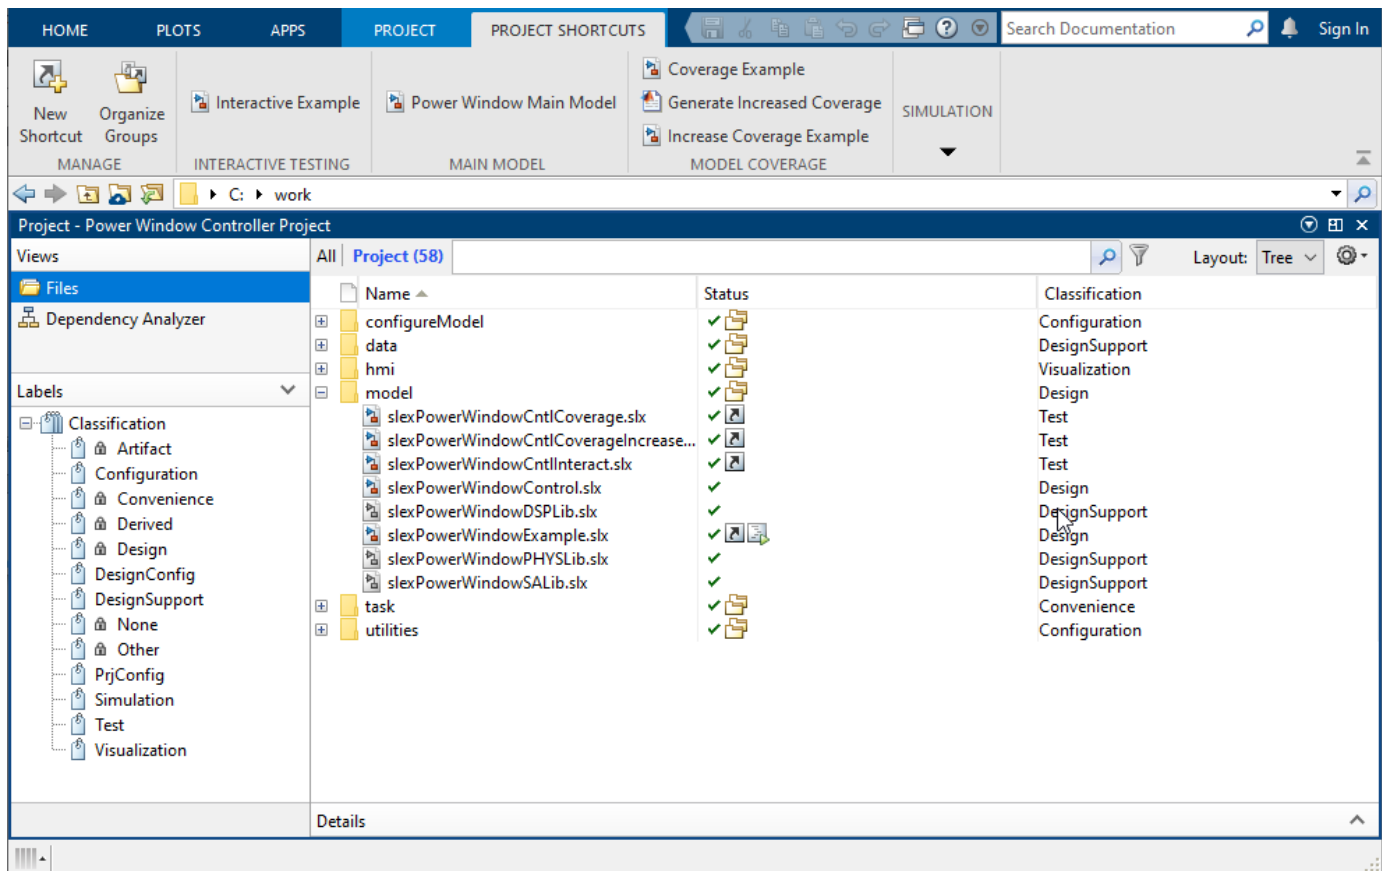 HOME PLOTS APPS PROJECT PROJECT SHORTCUTS Search Documentation Sign In
New Shortcut
Organize Groups
MANAGE
Interactive Example
INTERACTIVE TESTING
Power Window Main Model
MAIN MODEL
Coverage Example
Generate Increased Coverage
Increase Coverage Example
MODEL COVERAGE
SIMULATION
C: work
Project - Power Window Controller Project
Views
Files
Dependency Analyzer
Labels
Classification
Artifact
Configuration
Convenience
Derived
Design
DesignConfig
DesignSupport
None
Other
PrjConfig
Simulation
Test
Visualization
All Project (58) Layout: Tree
Name Status Classification
configureModel Configuration
data DesignSupport
hmi Visualization
model Design
slexPowerWindowCntlCoverage.slx Test
slexPowerWindowCntlCoverageIncrease... Test
slexPowerWindowCntlInteract.slx Test
slexPowerWindowControl.slx Design
slexPowerWindowDSPLib.slx DesignSupport
slexPowerWindowExample.slx Design
slexPowerWindowPHYSLib.slx DesignSupport
slexPowerWindowSALib.slx DesignSupport
task Convenience
utilities Configuration
Details